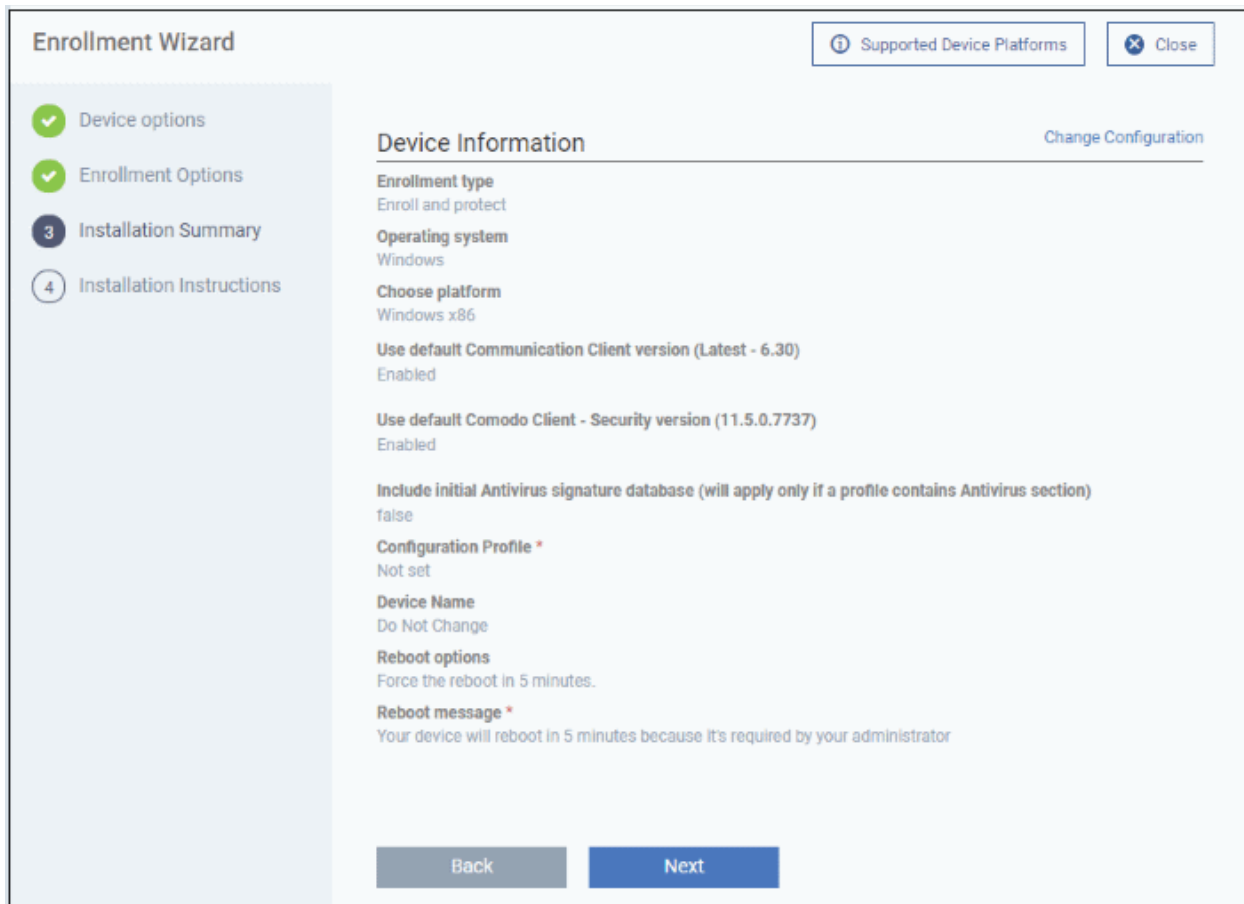 Enrollment Wizard
Supported Device Platforms
Close
Device options
Enrollment Options
3 Installation Summary
4 Installation Instructions
Device Information
Change Configuration
Enrollment type
Enroll and protect
Operating system
Windows
Choose platform
Windows x86
Use default Communication Client version (Latest - 6.30)
Enabled
Use default Comodo Client - Security version (11.5.0.7737)
Enabled
Include initial Antivirus signature database (will apply only if a profile contains Antivirus section)
false
Configuration Profile *
Not set
Device Name
Do Not Change
Reboot options
Force the reboot in 5 minutes.
Reboot message *
Your device will reboot in 5 minutes because it's required by your administrator
Back
Next